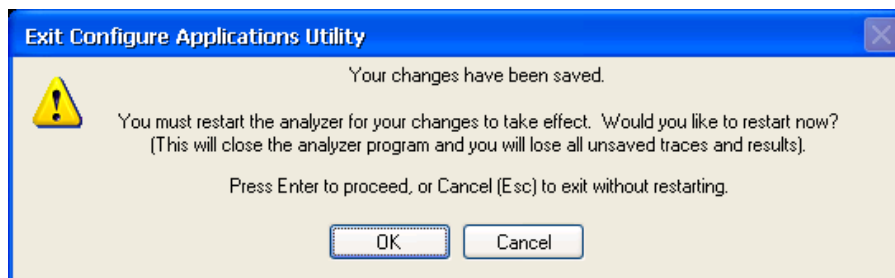 Exit Configure Applications Utility
Your changes have been saved.
You must restart the analyzer for your changes to take effect.  Would you like to restart now?
(This will close the analyzer program and you will lose all unsaved traces and results).
Press Enter to proceed, or Cancel (Esc) to exit without restarting.
OK
Cancel